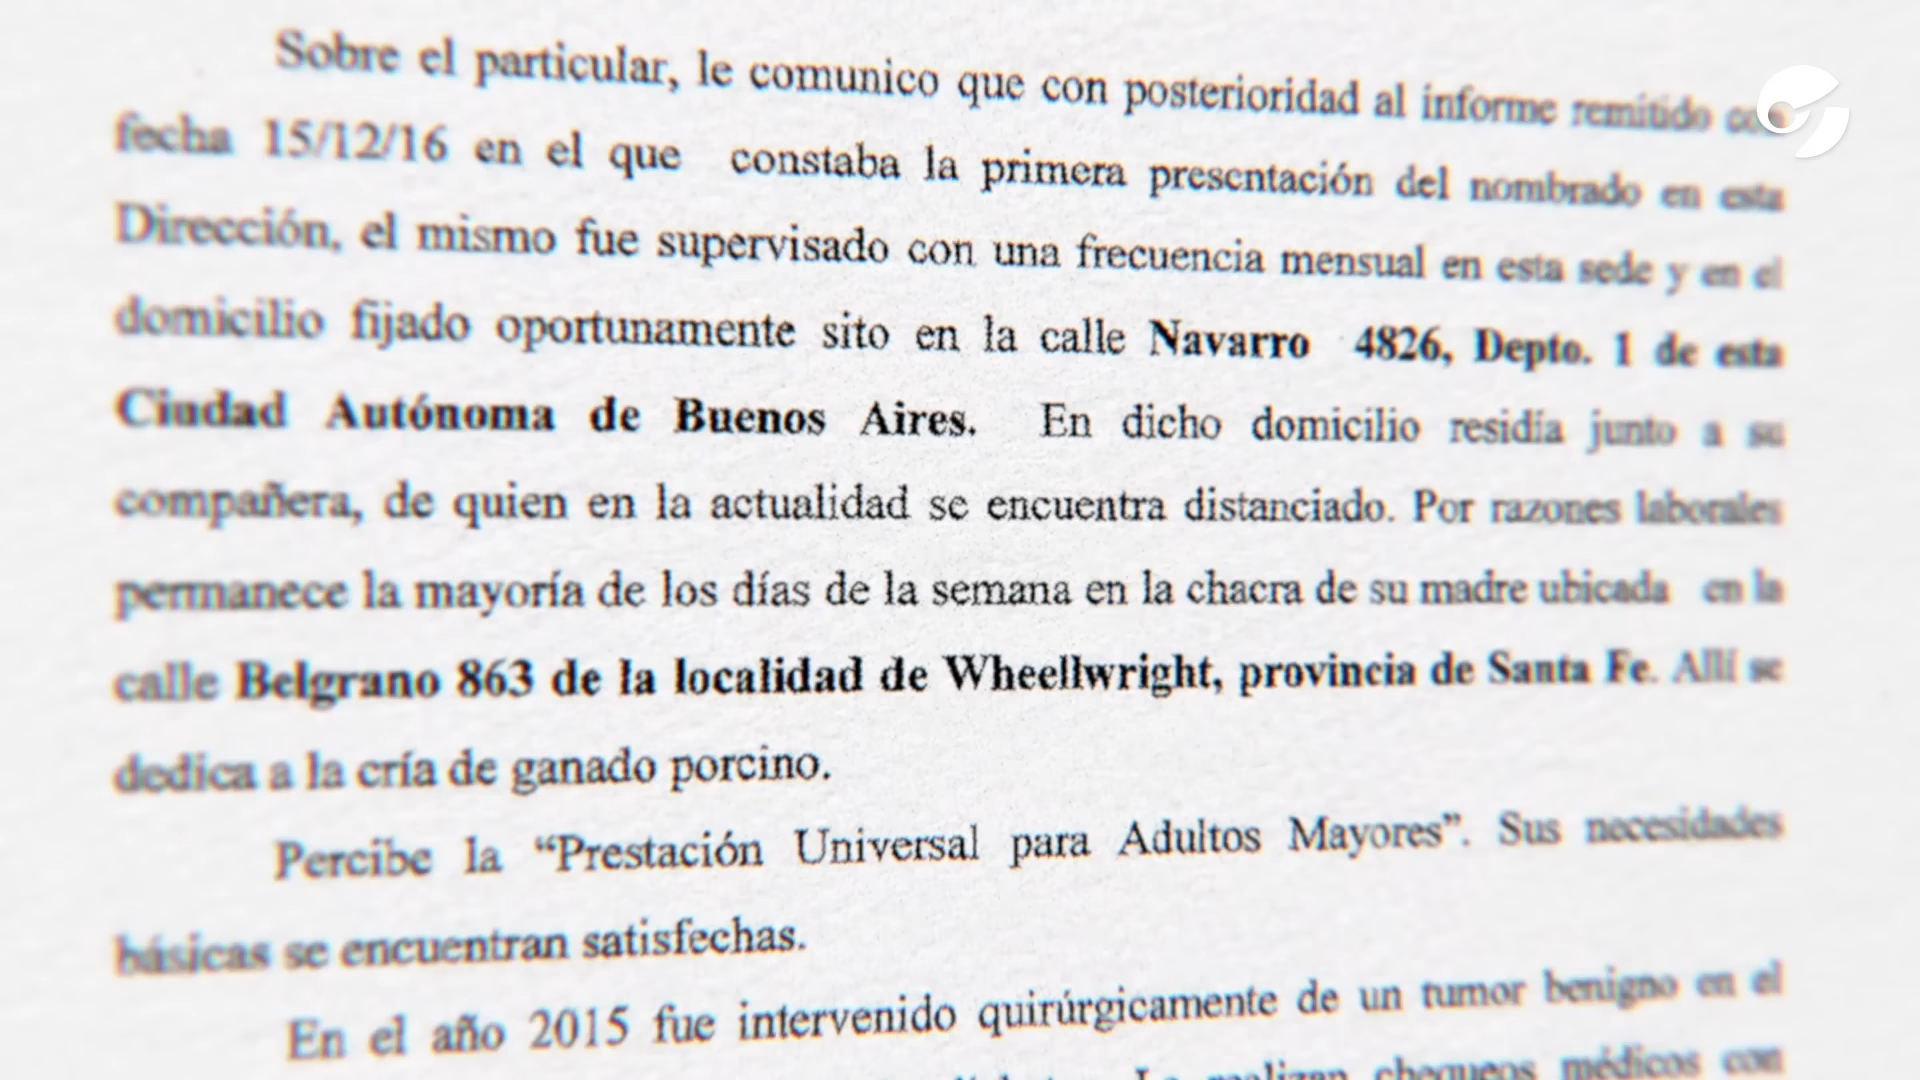 Sobre el particular, le comunico que con posterioridad al informe remitido con
fecha 15/12/16 en el que constaba la primera presentación del nombrado en esta
Dirección, el mismo fue supervisado con una frecuencia mensual en esta sede y en el
domicilio fijado oportunamente sito en la calle Navarro 4826, Depto. 1 de esta
Ciudad Autónoma de Buenos Aires. En dicho domicilio residía junto a su
compañera, de quien en la actualidad se encuentra distanciado. Por razones laborales
permanece la mayoría de los días de la semana en la chacra de su madre ubicada en la
calle Belgrano 863 de la localidad de Wheellwright, provincia de Santa Fe. Allí se
dedica a la cría de ganado porcino.
Percibe la “Prestación Universal para Adultos Mayores”. Sus necesidades
básicas se encuentran satisfechas.
En el año 2015 fue intervenido quirúrgicamente de un tumor benigno en el
realizan chequeos médicos con